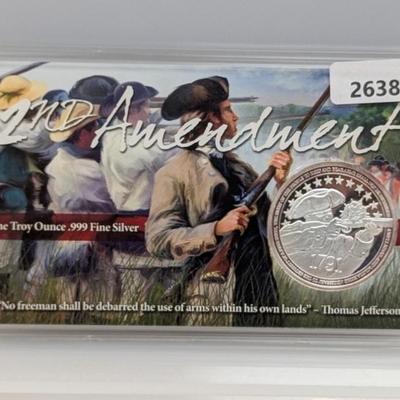 2638
2ND Amendment
ne Troy Ounce .999 Fine Silver
1791
"No freeman shall be debarred the use of arms within his own lands" – Thomas Jefferson